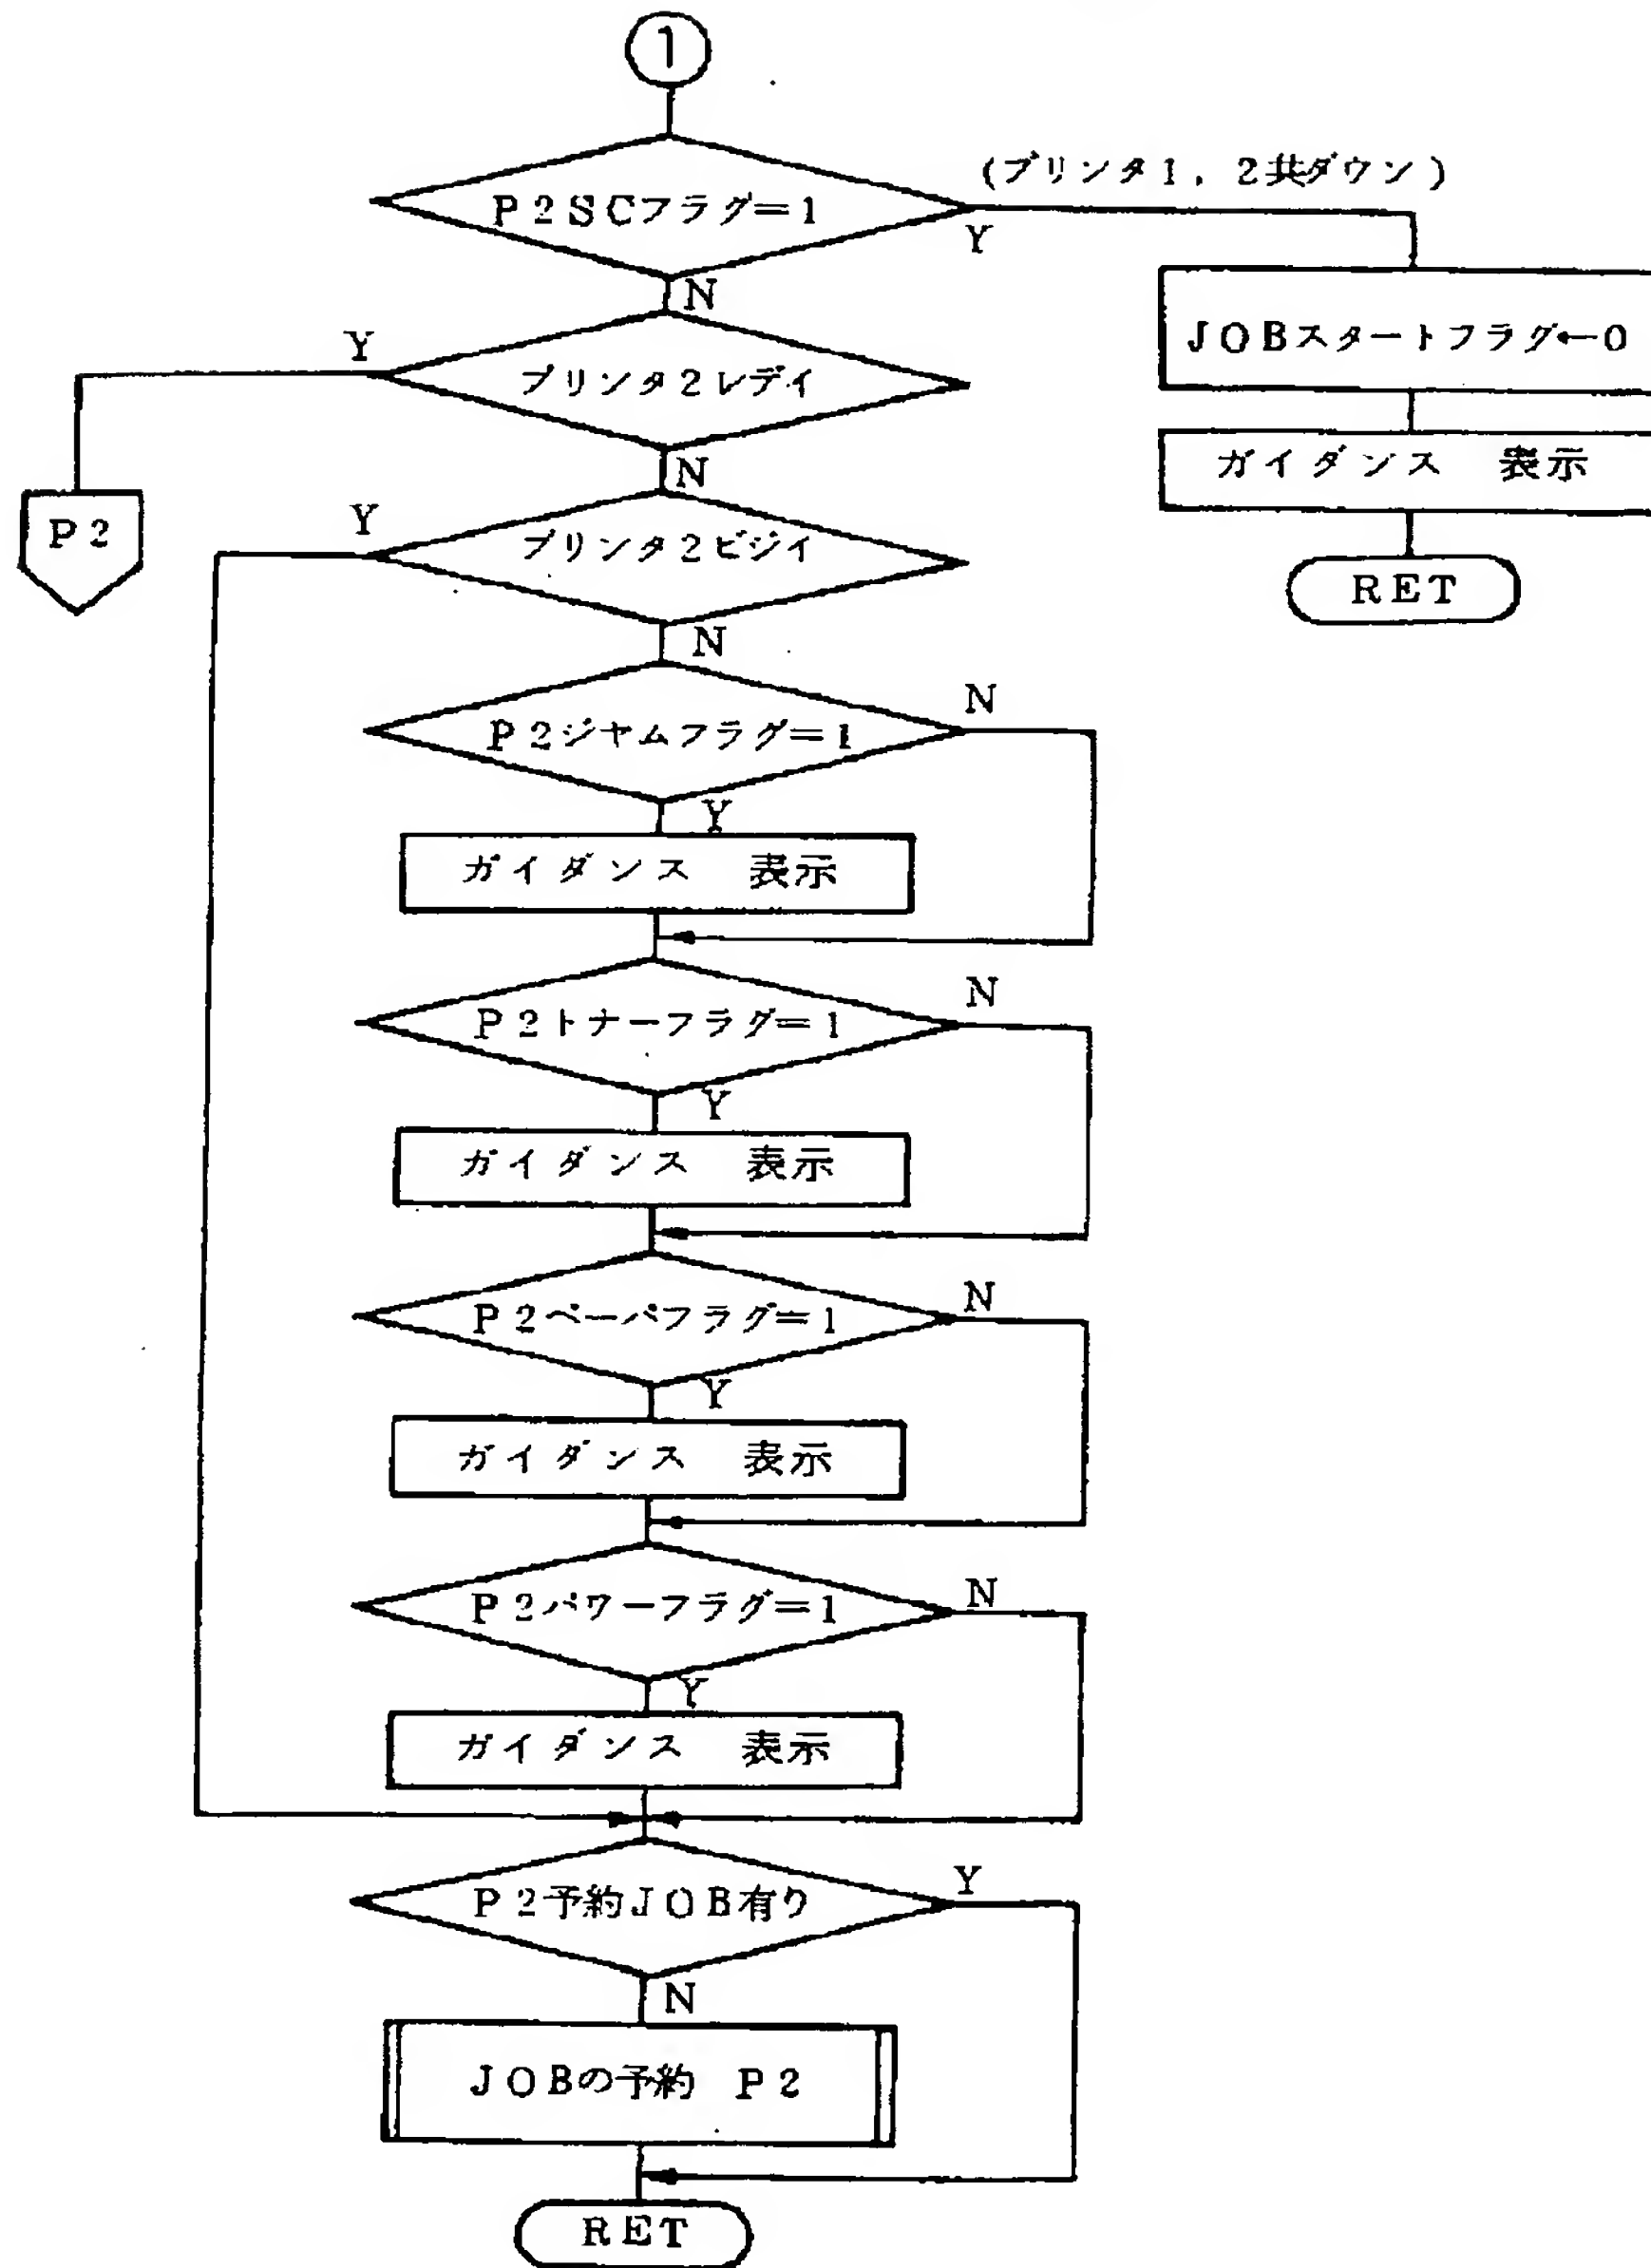 1
(プリンタ1, 2共ダウン)
P2SCフラグ=1
Y
N
JOBスタートフラグ←0
Y
プリンタ2レデイ
N
ガイダンス 表示
P2
Y
プリンタ2ビジイ
RET
N
N
P2ジヤムフラグ=1
Y
ガイダンス 表示
N
P2トナーフラグ=1
Y
ガイダンス 表示
N
P2ペーパフラグ=1
Y
ガイダンス 表示
N
P2パワーフラグ=1
Y
ガイダンス 表示
Y
P2予約JOB有り
N
JOBの予約 P2
RET